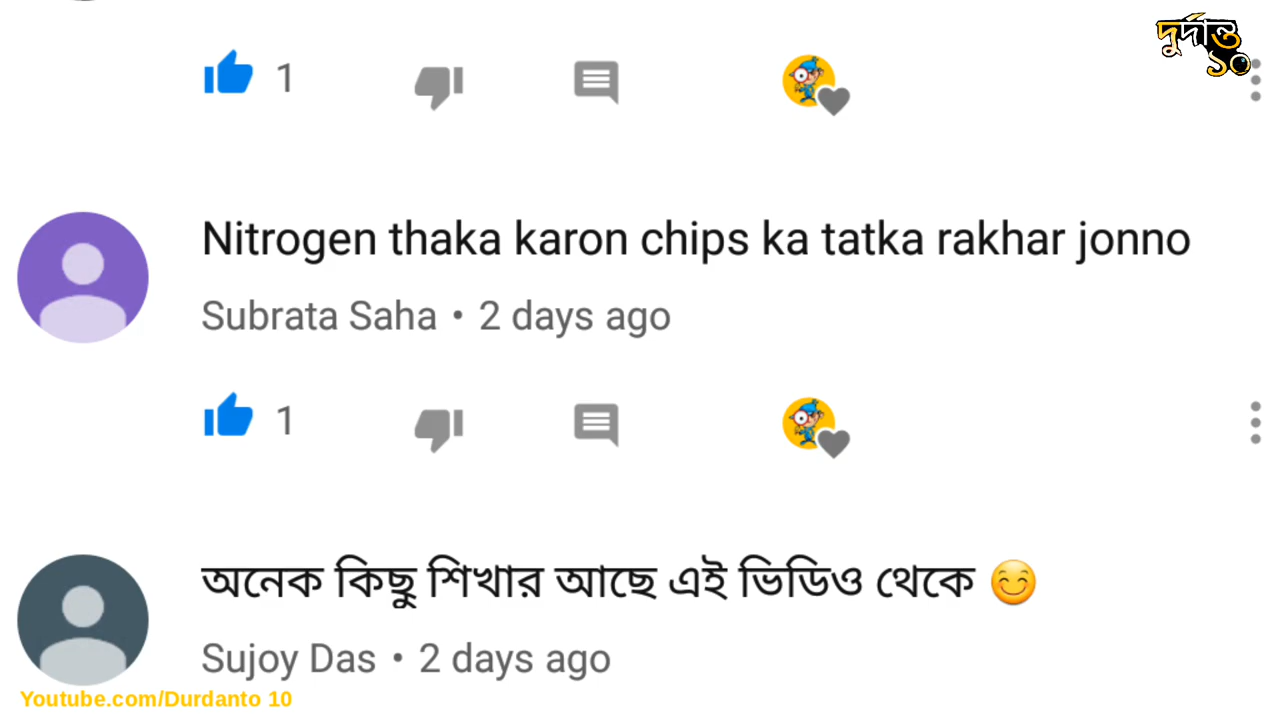 দুর্দান্ত
১০
1
Nitrogen thaka karon chips ka tatka rakhar jonno
Subrata Saha • 2 days ago
1
অনেক কিছু শিখার আছে এই ভিডিও থেকে 😊
Sujoy Das • 2 days ago
Youtube.com/Durdanto 10